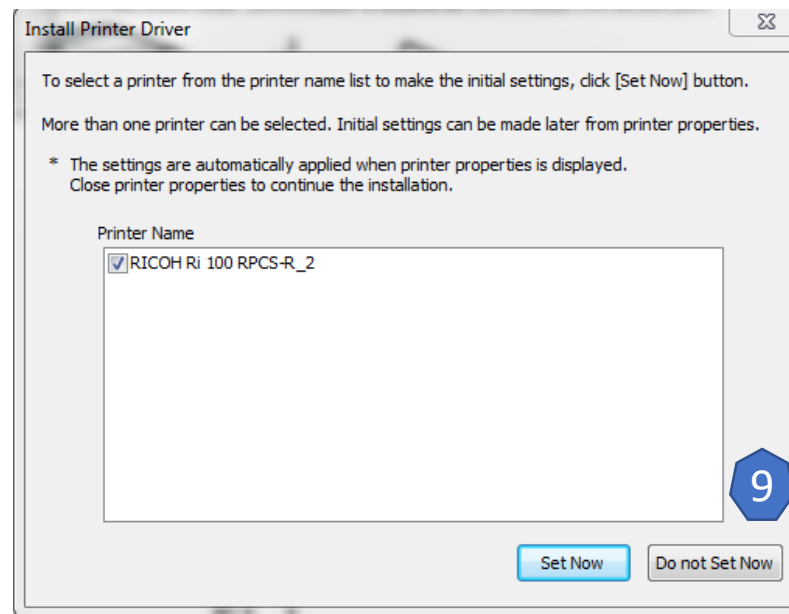 Install Printer Driver
To select a printer from the printer name list to make the initial settings, click [Set Now] button.
More than one printer can be selected. Initial settings can be made later from printer properties.
* The settings are automatically applied when printer properties is displayed.
Close printer properties to continue the installation.
Printer Name
RICOH Ri 100 RPCS-R_2
9
Set Now Do not Set Now